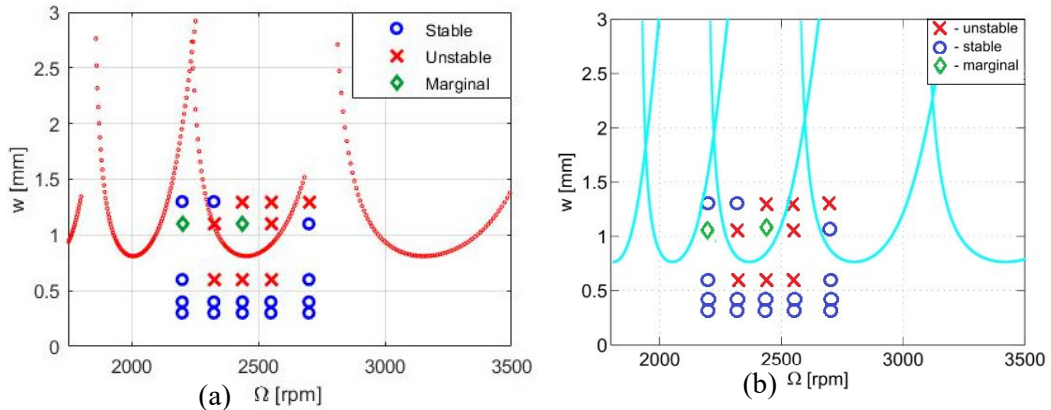 3
2.5
2
1.5
1
0.5
0
w [mm]
2000
2500
3000
3500
Ω [rpm]
(a)
Stable
Unstable
Marginal
3
2.5
2
1.5
1
0.5
0
w [mm]
2000
2500
3000
3500
Ω [rpm]
(b)
- unstable
- stable
- marginal